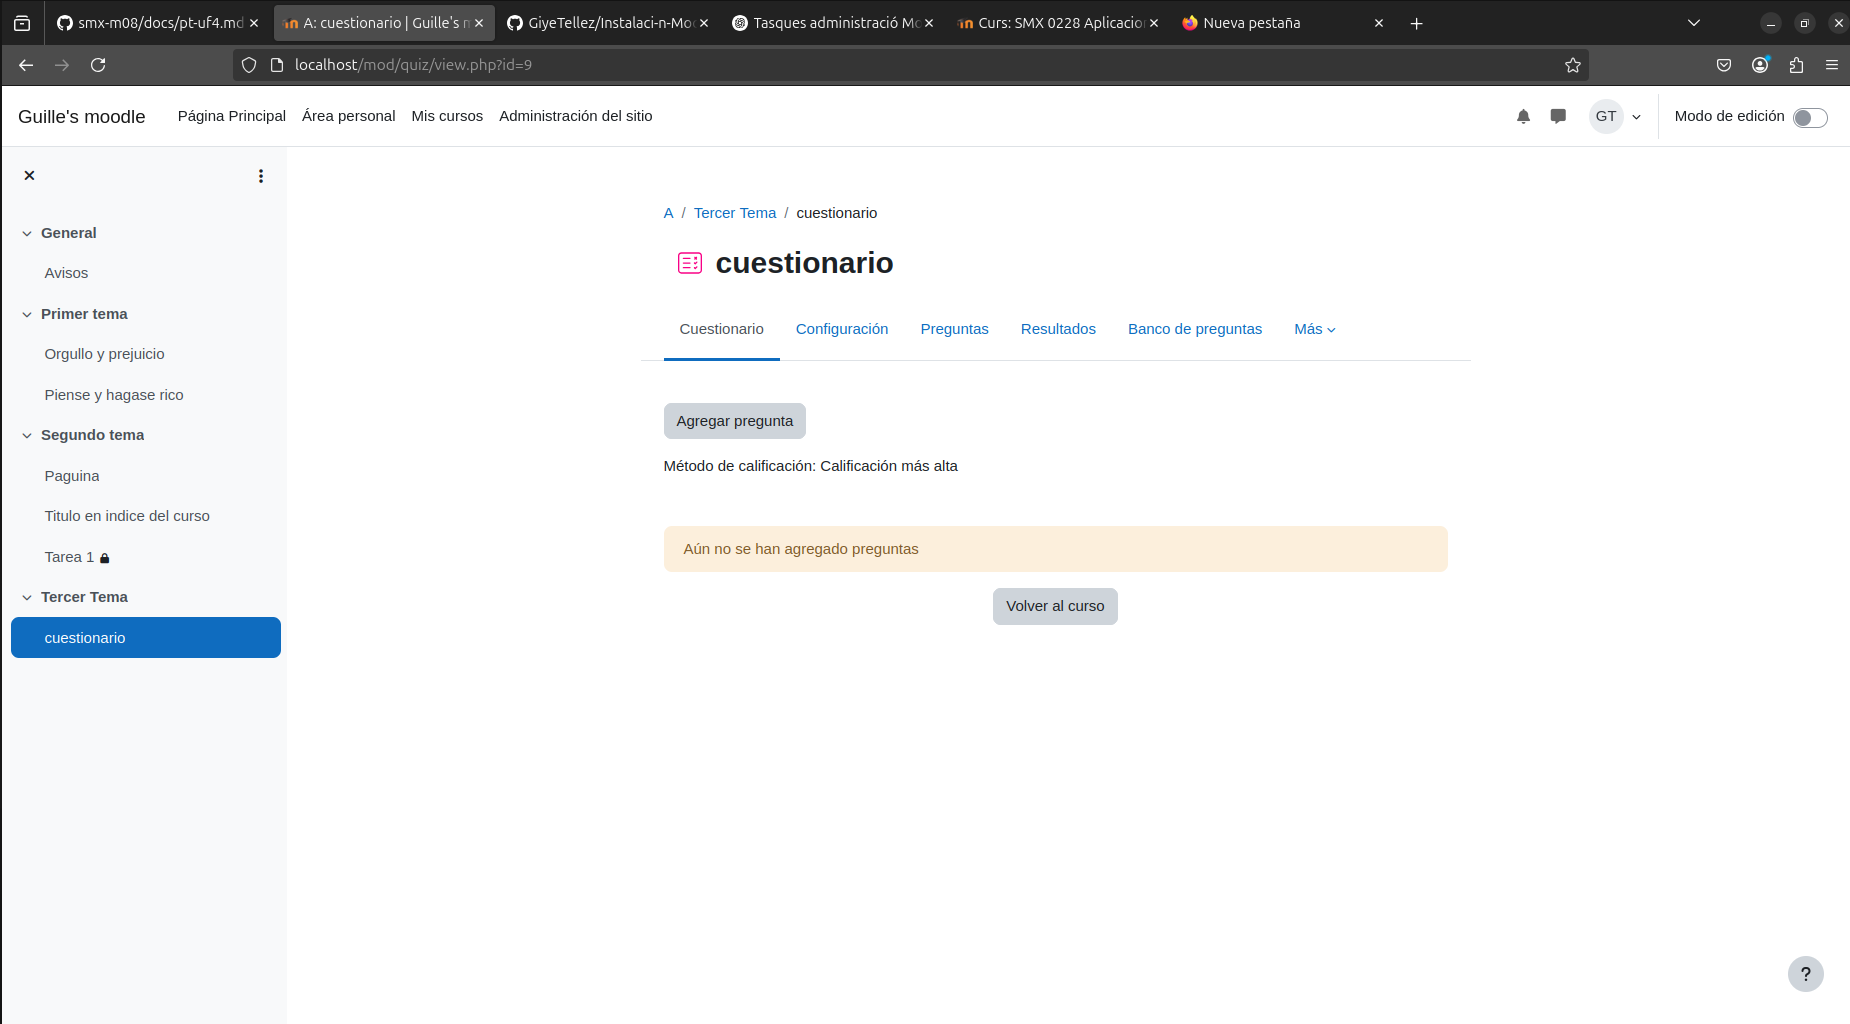 smx-m08/docs/pt-uf4.md
A: cuestionario | Guille's m
GiyeTellez/Instalaci-n-Moo
Tasques administració Mo
Curs: SMX 0228 Aplicacion
Nueva pestaña
localhost/mod/quiz/view.php?id=9
Guille's moodle
Página Principal
Área personal
Mis cursos
Administración del sitio
GT
Modo de edición
General
Avisos
Primer tema
Orgullo y prejuicio
Piense y hagase rico
Segundo tema
Paguina
Titulo en indice del curso
Tarea 1
Tercer Tema
cuestionario
A / Tercer Tema / cuestionario
cuestionario
Cuestionario
Configuración
Preguntas
Resultados
Banco de preguntas
Más
Agregar pregunta
Método de calificación: Calificación más alta
Aún no se han agregado preguntas
Volver al curso
?